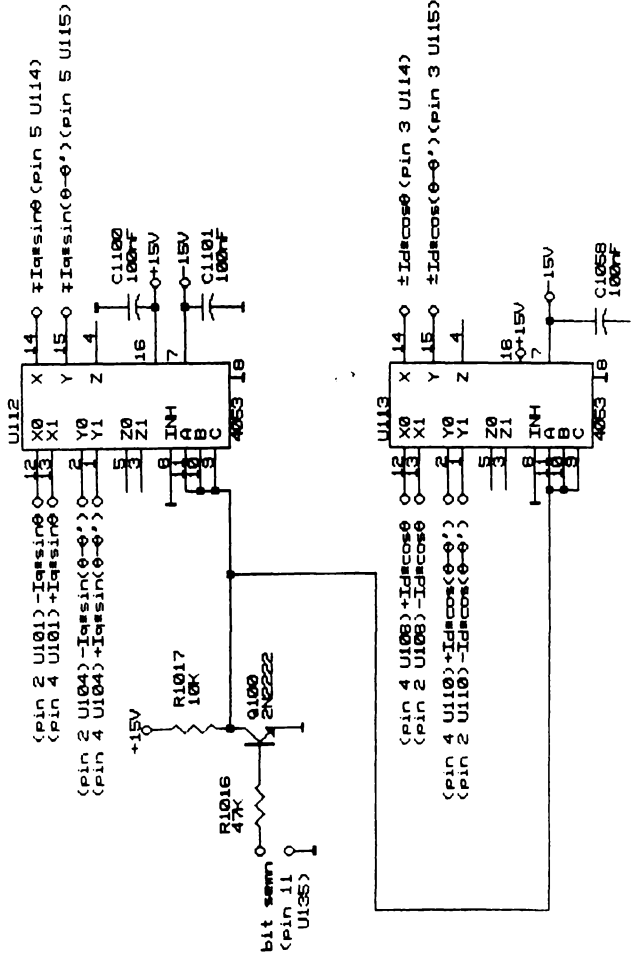 U112
(pin 2 U101)-Iq*sinθ
(pin 4 U101)+Iq*sinθ
(pin 2 U104)-Iq*sin(θ-θ')
(pin 4 U104)+Iq*sin(θ-θ')
12 X0
13 X1
2 Y0
1 Y1
5 Z0
3 Z1
6 INH
11 A
10 B
9 C
4053
X 14
Y 15
Z 4
16
7
8
∓Iq*sinθ (pin 5 U114)
∓Iq*sin(θ-θ') (pin 5 U115)
C1100
100nF
+15V
-15V
C1101
100nF
+15V
R1017
10K
Q100
2N2222
R1016
47K
bit semn
(pin 11
U135)
U113
(pin 4 U108)+Id*cosθ
(pin 2 U108)-Id*cosθ
(pin 4 U110)+Id*cos(θ-θ')
(pin 2 U110)-Id*cos(θ-θ')
12 X0
13 X1
2 Y0
1 Y1
5 Z0
3 Z1
6 INH
11 A
10 B
9 C
4053
X 14
Y 15
Z 4
16
7
8
±Id*cosθ (pin 3 U114)
±Id*cos(θ-θ') (pin 3 U115)
+15V
-15V
C1068
100nF